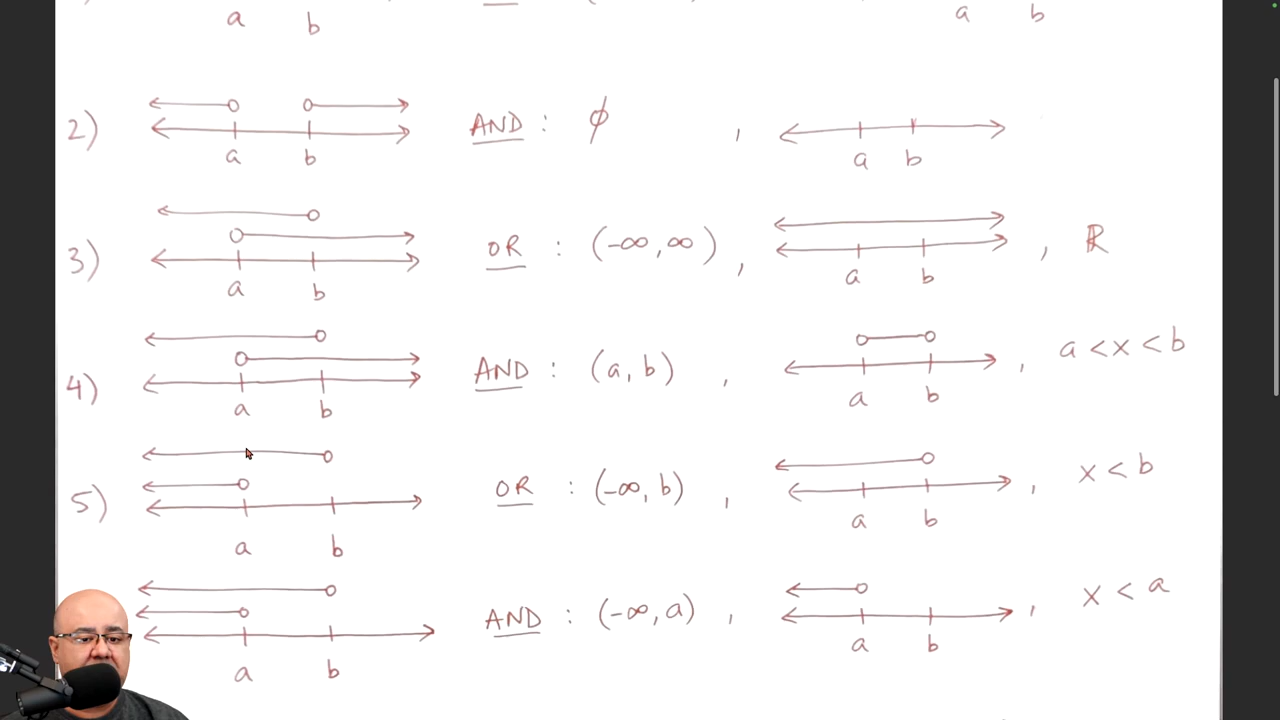 a b a b
2) AND : ϕ ,
a b a b
3) OR : (-∞,∞) , , ℝ
a b a b
4) AND : (a,b) , , a<x<b
a b a b
5) OR : (-∞,b) , , x<b
a b a b
AND : (-∞,a) , , x<a
a b a b